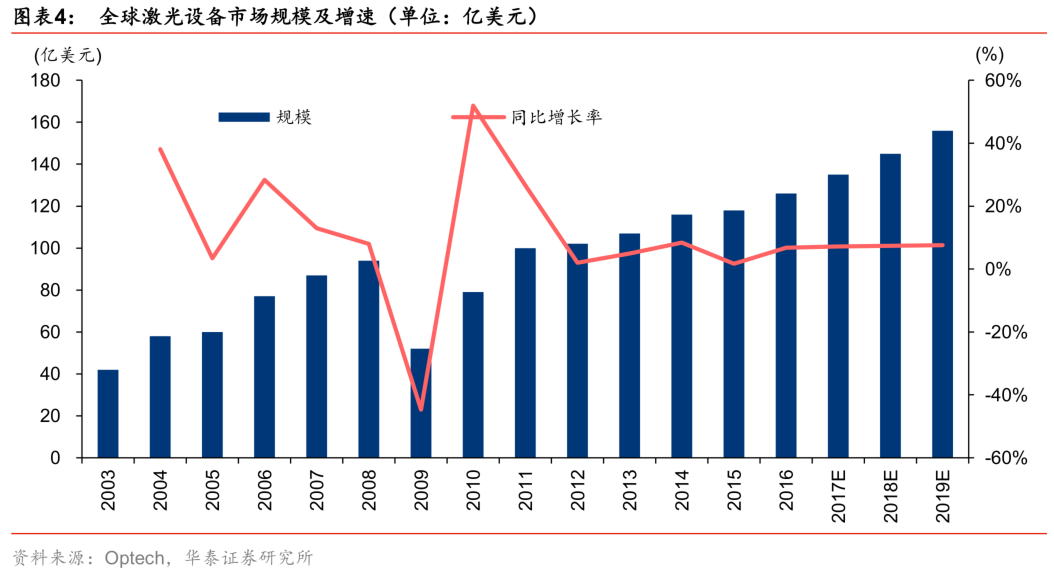 图表4： 全球激光设备市场规模及增速（单位：亿美元）
(亿美元) (%)
180 60%
160 40%
140 20%
120 0%
100 -20%
80 -40%
60 -60%
40
20
0
规模 同比增长率
2003 2004 2005 2006 2007 2008 2009 2010 2011 2012 2013 2014 2015 2016 2017E 2018E 2019E
资料来源：Optech，华泰证券研究所